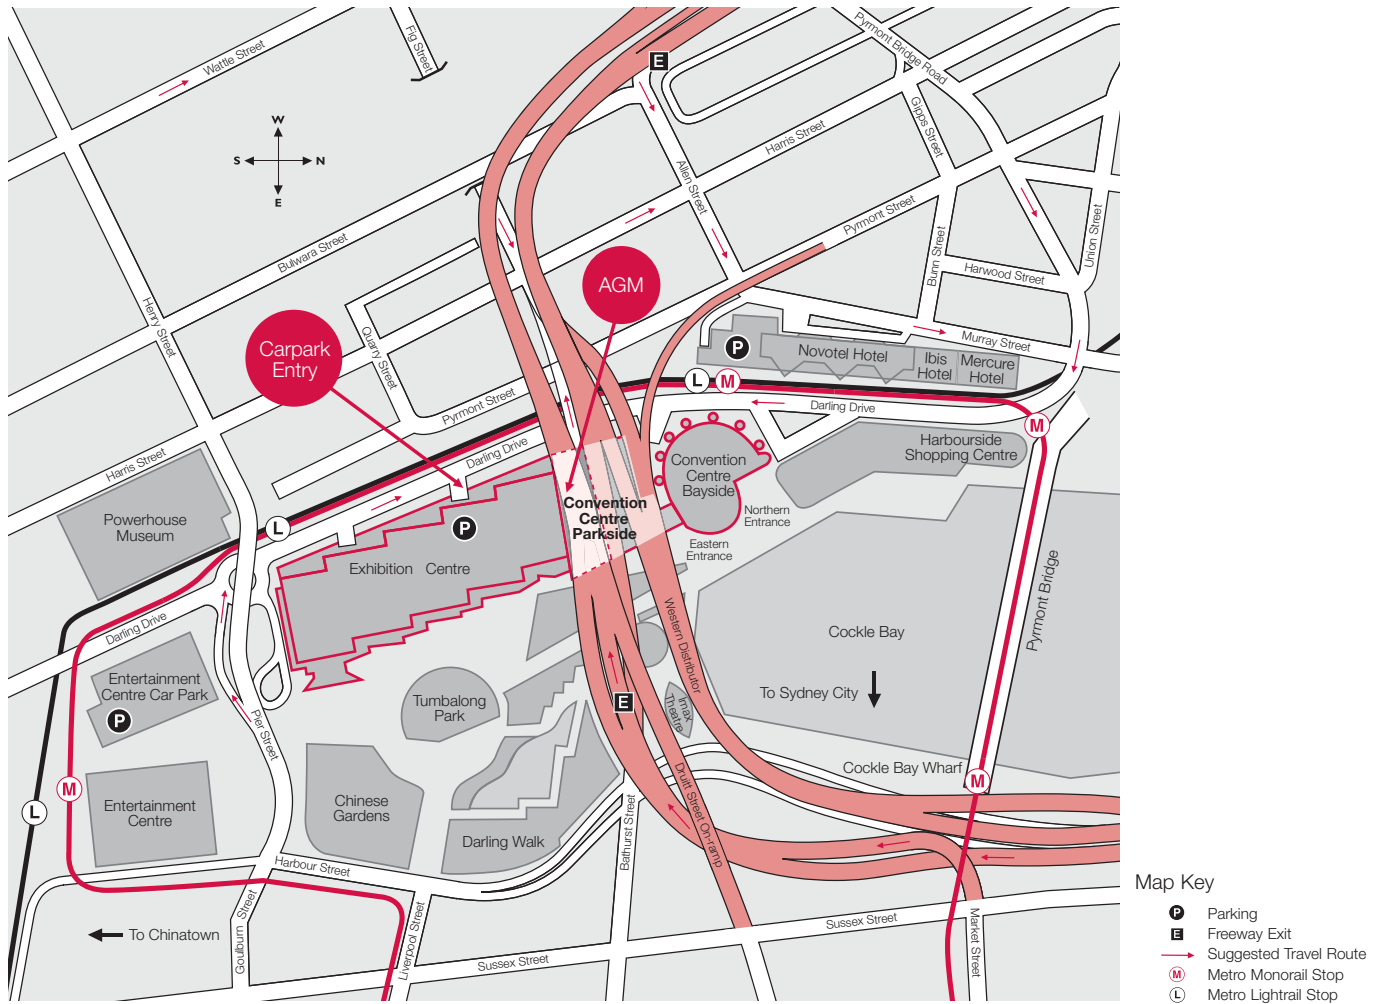 Wattle Street
Fig Street
E
Pyrmont Bridge Road
W
S
N
E
Gipps Street
Harris Street
Allen Street
Pyrmont Street
Bunn Street
Union Street
Harwood Street
Bulwara Street
AGM
Henry Street
Quarry Street
Carpark
Entry
Murray Street
P
Novotel Hotel
Ibis
Hotel
Mercure
Hotel
L
M
Pyrmont Street
Darling Drive
M
Harbourside
Shopping Centre
Darling Drive
Harris Street
Convention
Centre
Bayside
Northern
Entrance
Eastern
Entrance
Convention
Centre
Parkside
Powerhouse
Museum
L
P
Exhibition Centre
Pyrmont Bridge
Western Distributor
Cockle Bay
Darling Drive
Entertainment
Centre Car Park
P
Tumbalong
Park
E
Imax
Theatre
To Sydney City
Pier Street
Cockle Bay Wharf
M
M
L
Entertainment
Centre
Chinese
Gardens
Darling Walk
Bathurst Street
Druitt Street On-ramp
Harbour Street
Goulburn Street
Liverpool Street
To Chinatown
Sussex Street
Sussex Street
Market Street
Map Key
P Parking
E Freeway Exit
Suggested Travel Route
M Metro Monorail Stop
L Metro Lightrail Stop